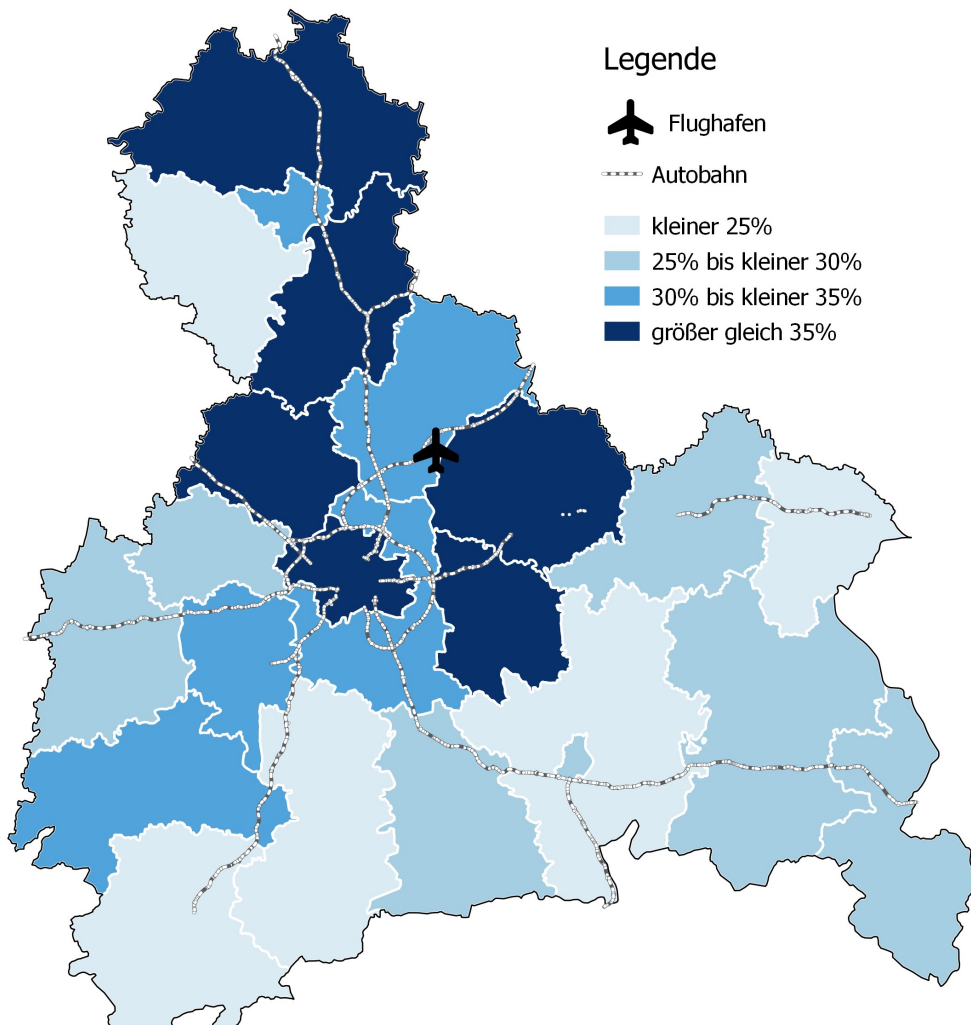 Legende
Flughafen
Autobahn
kleiner 25%
25% bis kleiner 30%
30% bis kleiner 35%
größer gleich 35%